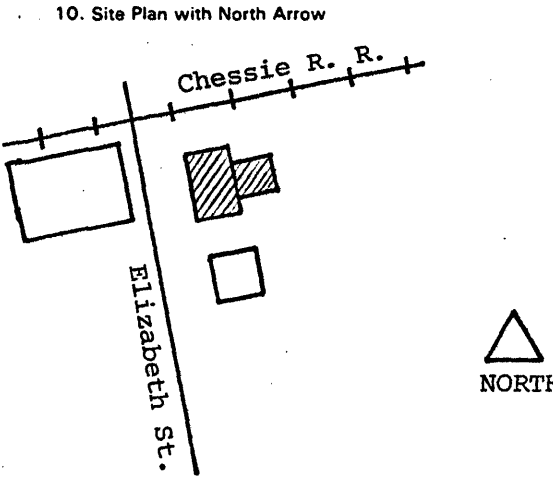 10. Site Plan with North Arrow
Chessie R. R.
Elizabeth St.
NORTH